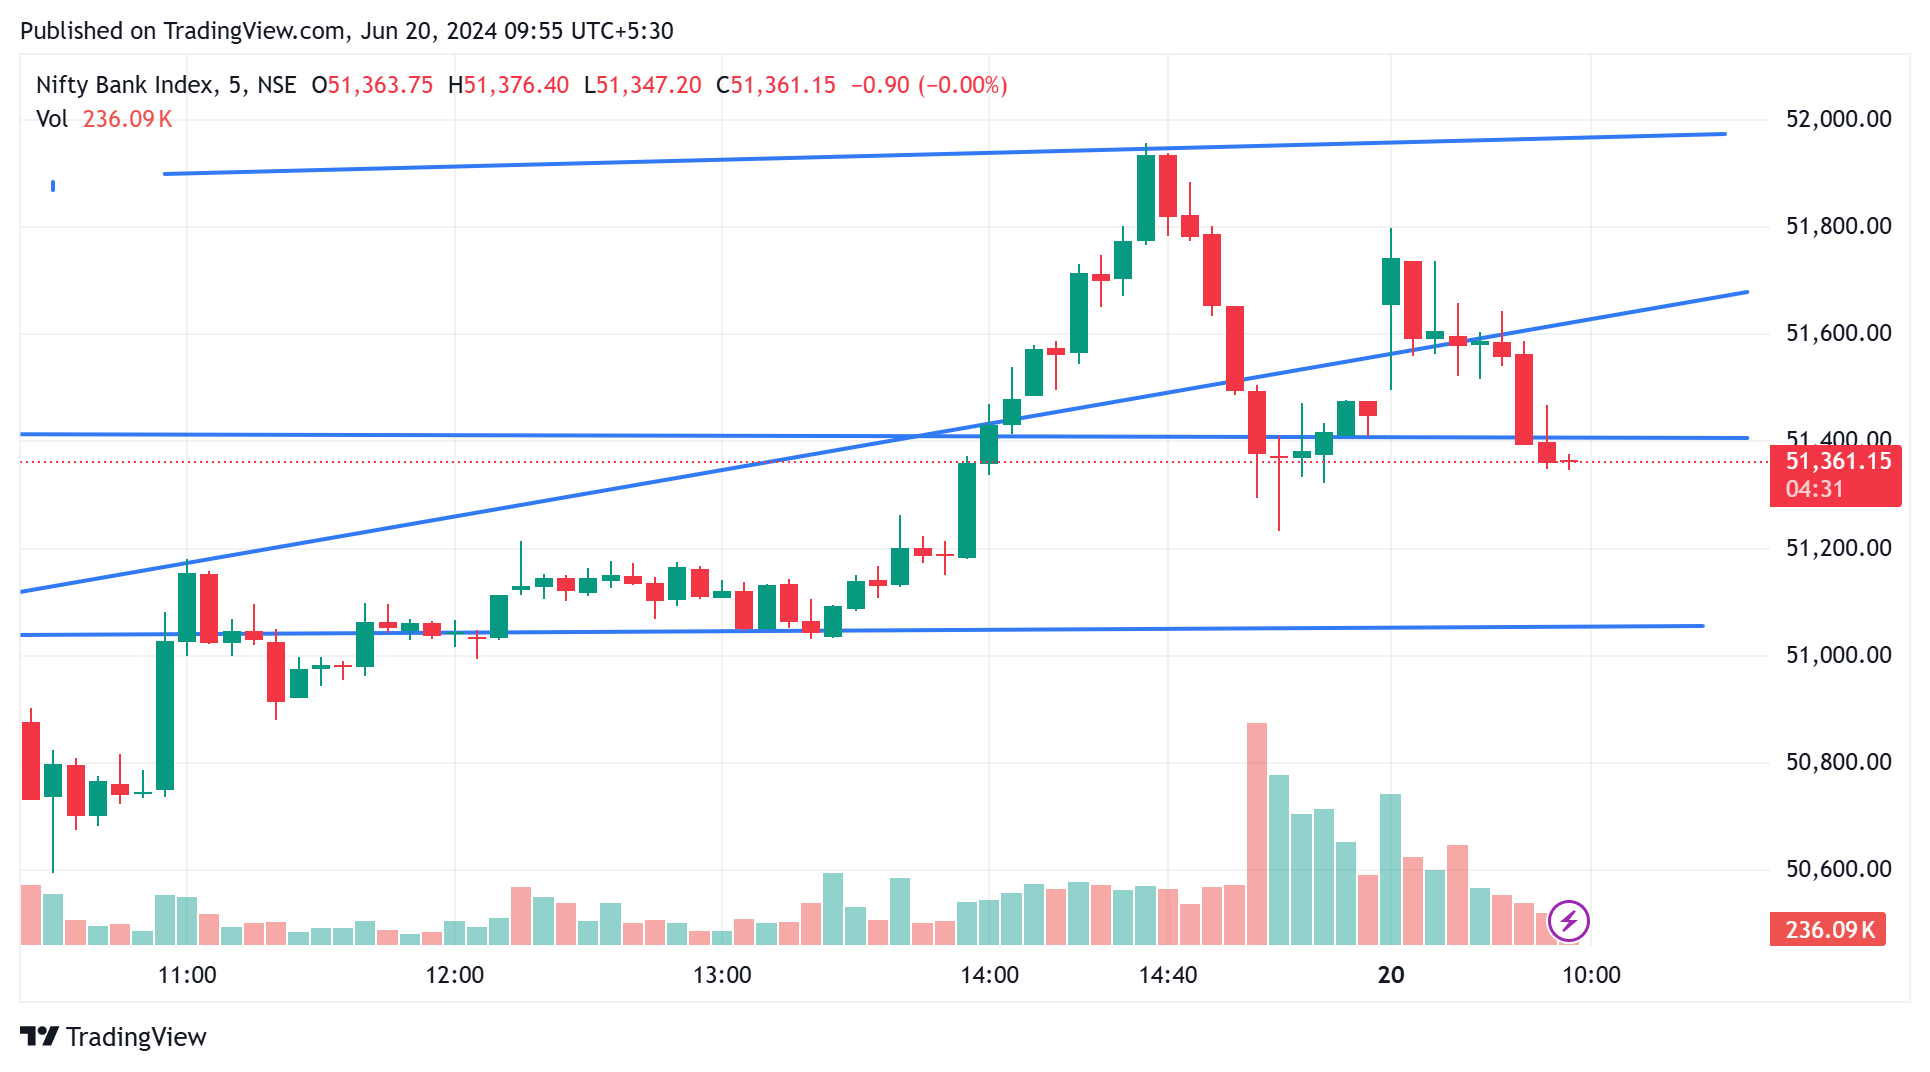 Published on TradingView.com, Jun 20, 2024 09:55 UTC+5:30
Nifty Bank Index, 5, NSE O51,363.75 H51,376.40 L51,347.20 C51,361.15 −0.90 (−0.00%)
Vol 236.09K
52,000.00
51,800.00
51,600.00
51,400.00
51,361.15
04:31
51,200.00
51,000.00
50,800.00
50,600.00
236.09K
11:00 12:00 13:00 14:00 14:40 20 10:00
TradingView